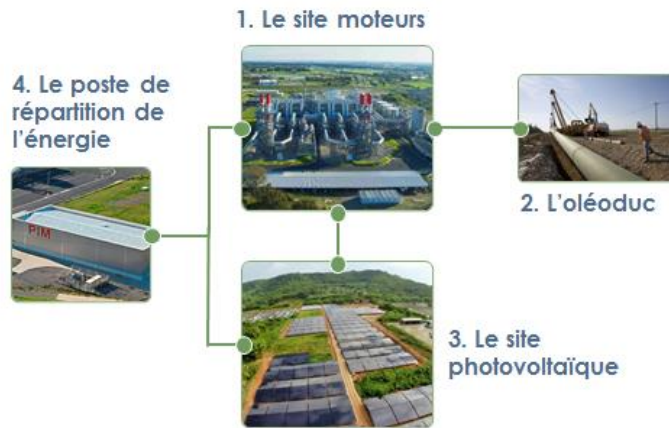 1. Le site moteurs
4. Le poste de
répartition de
l'énergie
PIM
2. L'oléoduc
3. Le site
photovoltaïque